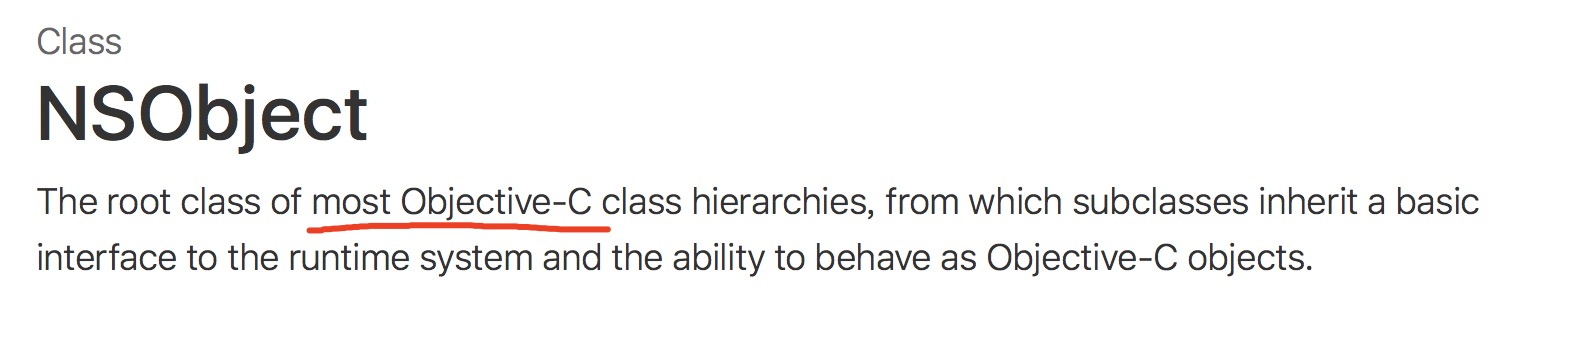 Class
NSObject
The root class of most Objective-C class hierarchies, from which subclasses inherit a basic
interface to the runtime system and the ability to behave as Objective-C objects.